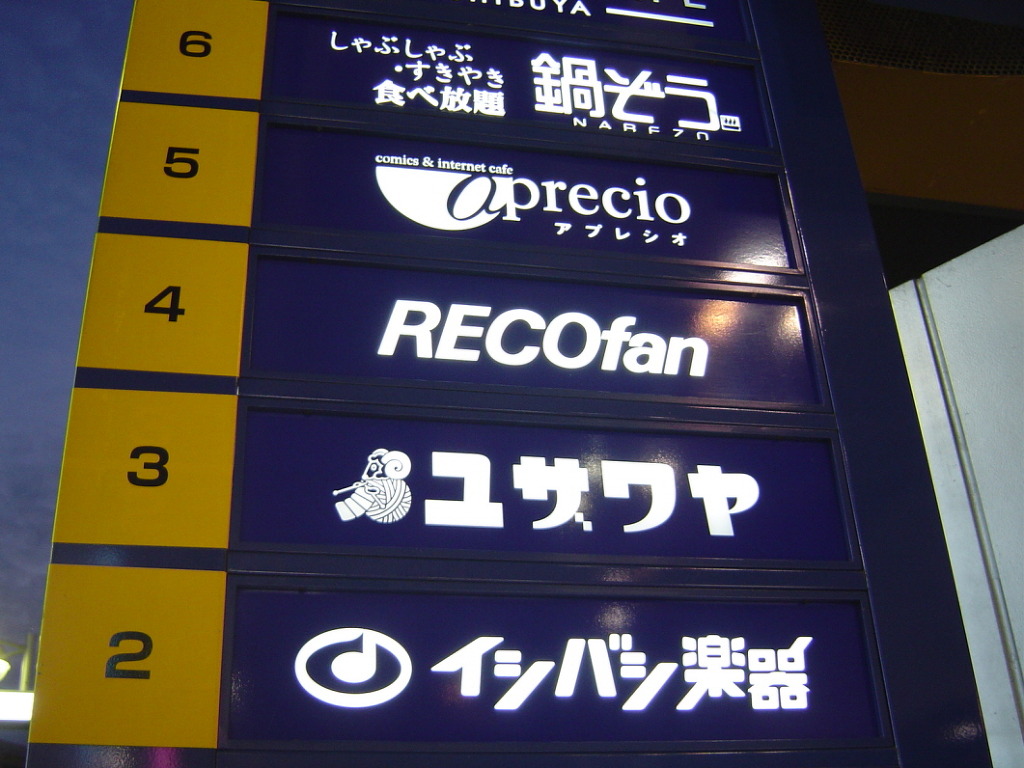 6
しゃぶしゃぶ
・すきやき
食べ放題
鍋ぞう
NABEZO
5
comics & internet cafe
aprecio
アプレシオ
4
RECOfan
3
ユザワヤ
2
イシバシ楽器